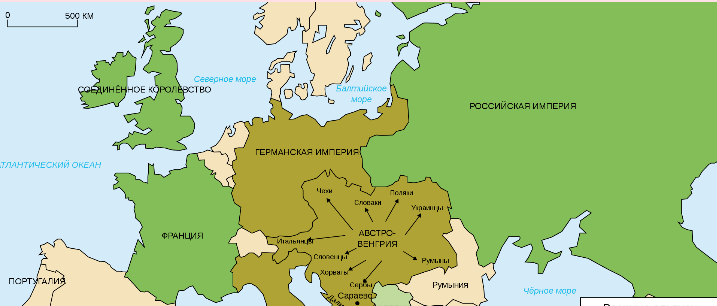 0 500 КМ
Северное море
Балтийское
море
СОЕДИНЁННОЕ КОРОЛЕВСТВО
РОССИЙСКАЯ ИМПЕРИЯ
ГЕРМАНСКАЯ ИМПЕРИЯ
АТЛАНТИЧЕСКИЙ ОКЕАН
Чехи
Поляки
Словаки
Украинцы
ФРАНЦИЯ
АВСТРО-
ВЕНГРИЯ
Итальянцы
Словенцы
Румыны
Хорваты
ПОРТУГАЛИЯ
Сербы
Румыния
Чёрное море
Сараево